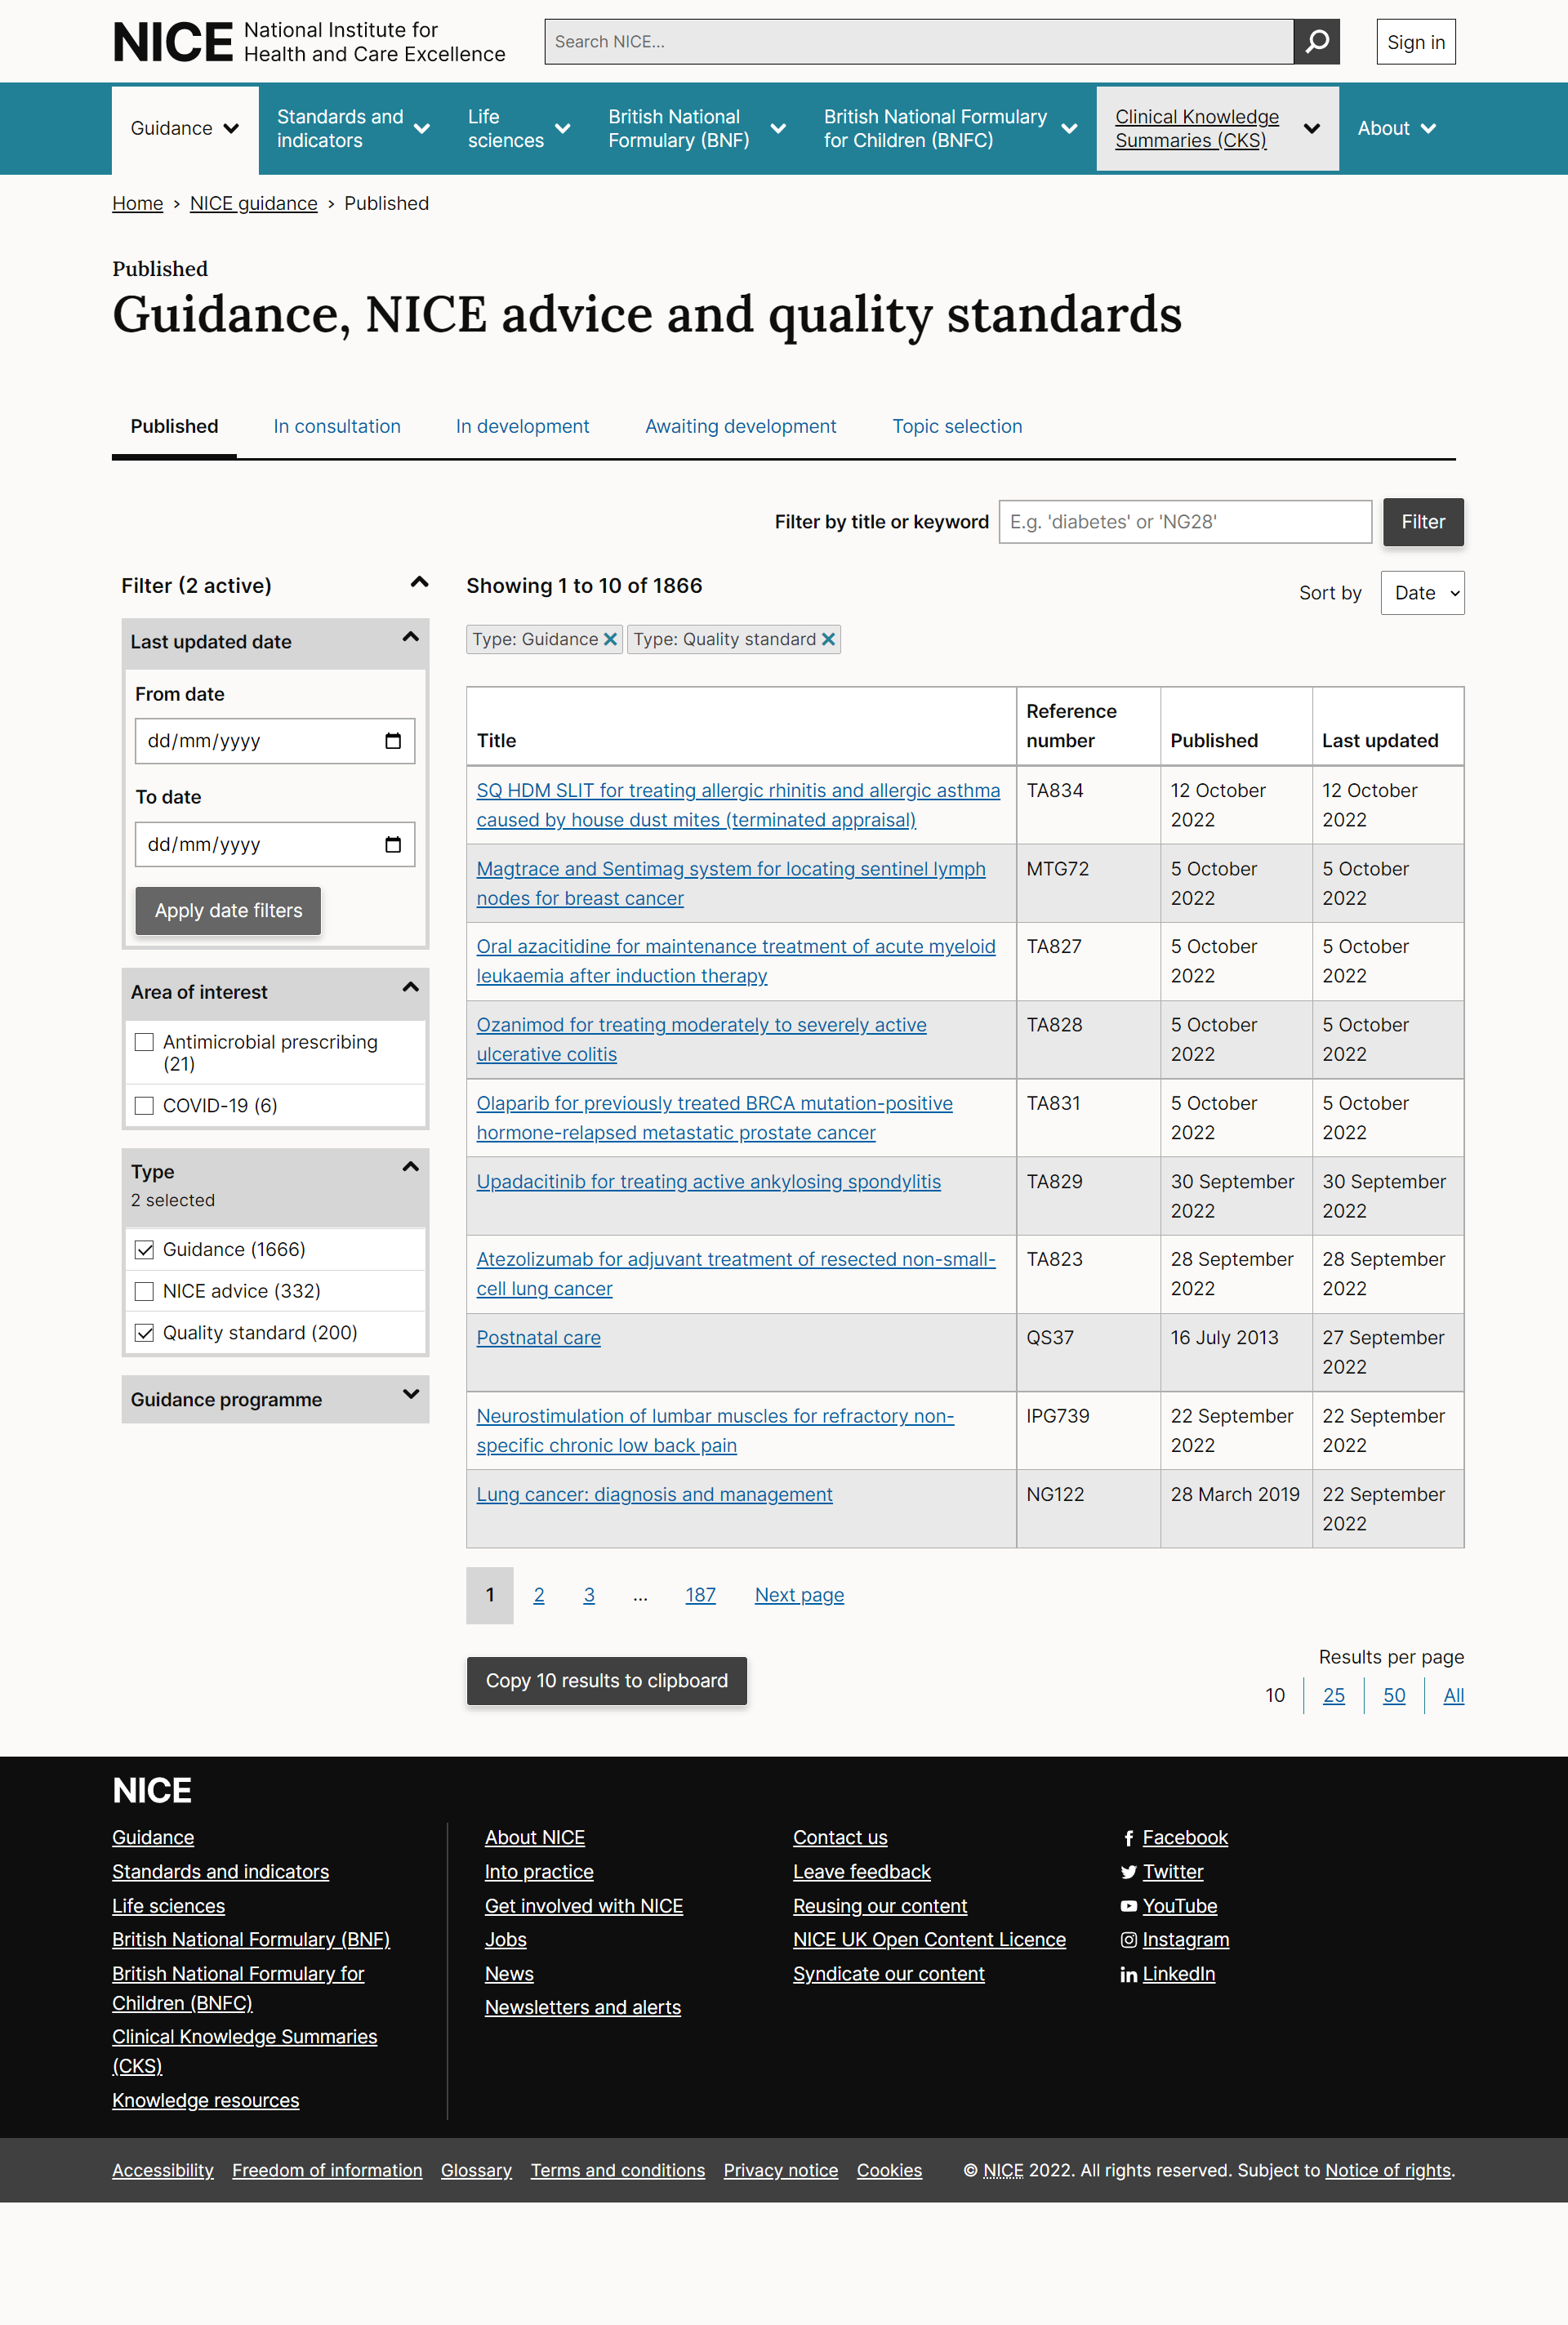 NICE National Institute for
Health and Care Excellence
Search NICE...
Sign in
Guidance
Standards and
indicators
Life
sciences
British National
Formulary (BNF)
British National Formulary
for Children (BNFC)
Clinical Knowledge
Summaries (CKS)
About
Home › NICE guidance › Published
Published
Guidance, NICE advice and quality standards
Published
In consultation
In development
Awaiting development
Topic selection
Filter by title or keyword
E.g. 'diabetes' or 'NG28'
Filter
Filter (2 active)
Last updated date
From date
dd/mm/yyyy
To date
dd/mm/yyyy
Apply date filters
Area of interest
Antimicrobial prescribing
(21)
COVID-19 (6)
Type
2 selected
Guidance (1666)
NICE advice (332)
Quality standard (200)
Guidance programme
Showing 1 to 10 of 1866
Sort by
Date
Type: Guidance
Type: Quality standard
Title
Reference
number
Published
Last updated
SQ HDM SLIT for treating allergic rhinitis and allergic asthma
caused by house dust mites (terminated appraisal)
TA834
12 October
2022
12 October
2022
Magtrace and Sentimag system for locating sentinel lymph
nodes for breast cancer
MTG72
5 October
2022
5 October
2022
Oral azacitidine for maintenance treatment of acute myeloid
leukaemia after induction therapy
TA827
5 October
2022
5 October
2022
Ozanimod for treating moderately to severely active
ulcerative colitis
TA828
5 October
2022
5 October
2022
Olaparib for previously treated BRCA mutation-positive
hormone-relapsed metastatic prostate cancer
TA831
5 October
2022
5 October
2022
Upadacitinib for treating active ankylosing spondylitis
TA829
30 September
2022
30 September
2022
Atezolizumab for adjuvant treatment of resected non-small-
cell lung cancer
TA823
28 September
2022
28 September
2022
Postnatal care
QS37
16 July 2013
27 September
2022
Neurostimulation of lumbar muscles for refractory non-
specific chronic low back pain
IPG739
22 September
2022
22 September
2022
Lung cancer: diagnosis and management
NG122
28 March 2019
22 September
2022
1 2 3 … 187 Next page
Copy 10 results to clipboard
Results per page
10 25 50 All
NICE
Guidance
Standards and indicators
Life sciences
British National Formulary (BNF)
British National Formulary for
Children (BNFC)
Clinical Knowledge Summaries
(CKS)
Knowledge resources
About NICE
Into practice
Get involved with NICE
Jobs
News
Newsletters and alerts
Contact us
Leave feedback
Reusing our content
NICE UK Open Content Licence
Syndicate our content
Facebook
Twitter
YouTube
Instagram
LinkedIn
Accessibility Freedom of information Glossary Terms and conditions Privacy notice Cookies © NICE 2022. All rights reserved. Subject to Notice of rights.